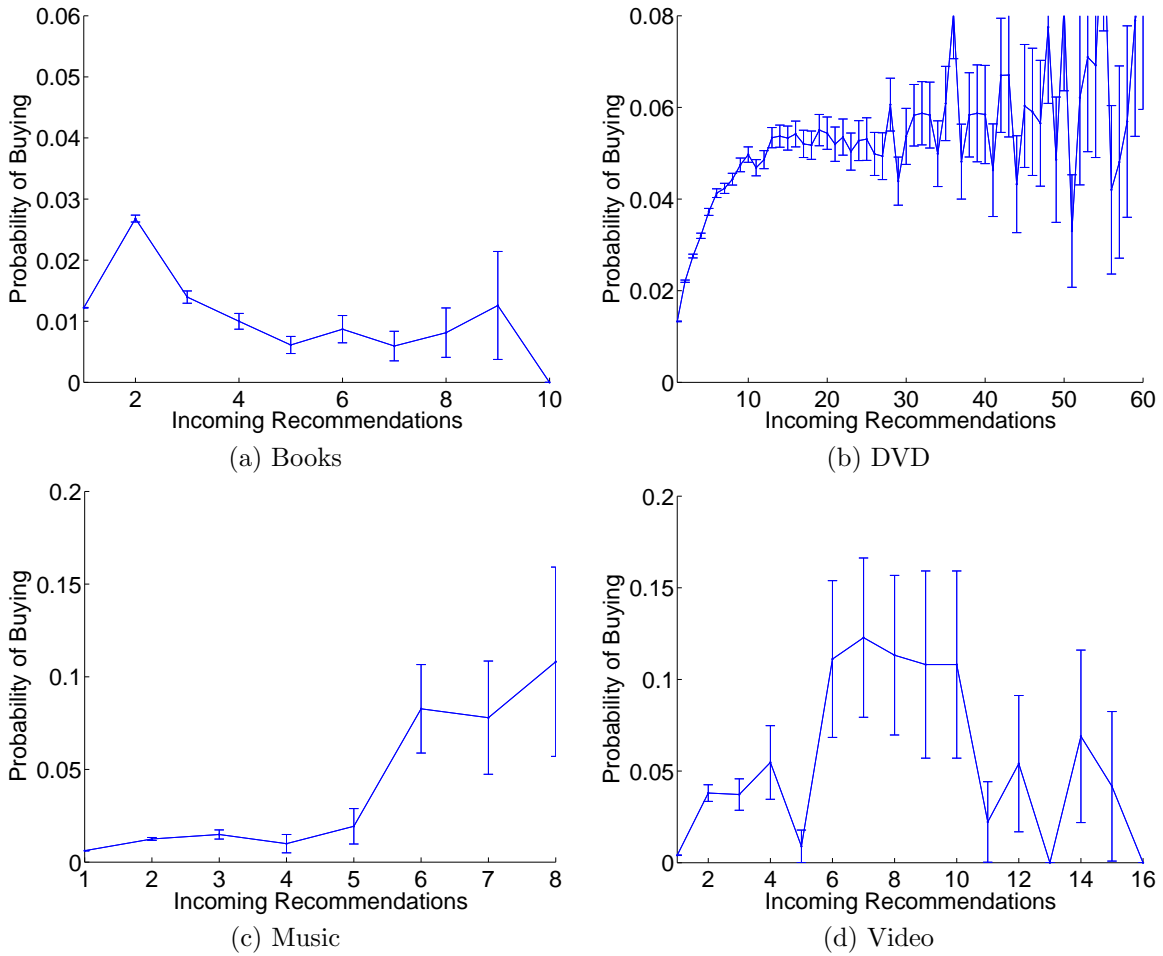 0.06
0.05
0.04
0.03
0.02
0.01
0
Probability of Buying
2 4 6 8 10
Incoming Recommendations
(a) Books
0.08
0.06
0.04
0.02
0
Probability of Buying
10 20 30 40 50 60
Incoming Recommendations
(b) DVD
0.2
0.15
0.1
0.05
0
Probability of Buying
1 2 3 4 5 6 7 8
Incoming Recommendations
(c) Music
0.2
0.15
0.1
0.05
0
Probability of Buying
2 4 6 8 10 12 14 16
Incoming Recommendations
(d) Video